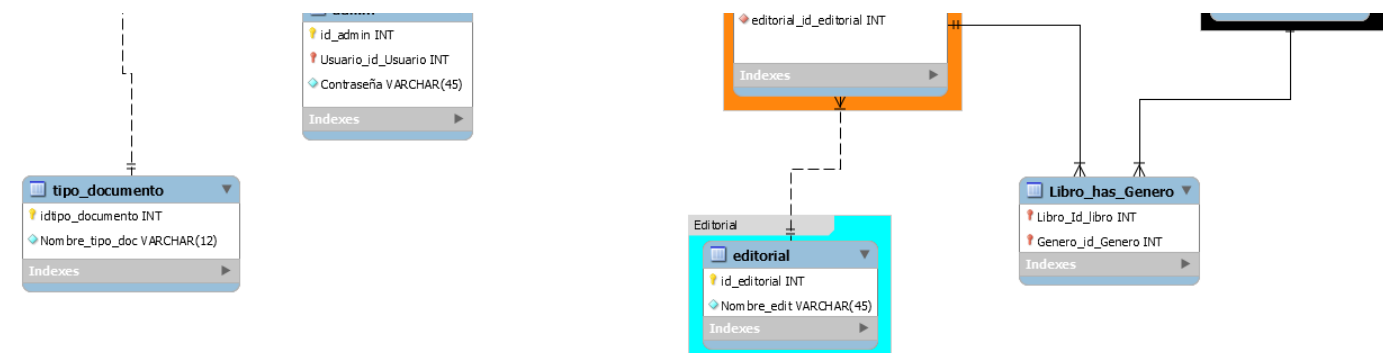 id_admin INT
Usuario_id_Usuario INT
Contraseña VARCHAR(45)
Indexes
editorial_id_editorial INT
Indexes
tipo_documento
idtipo_documento INT
Nombre_tipo_doc VARCHAR(12)
Indexes
Editorial
editorial
id_editorial INT
Nombre_edit VARCHAR(45)
Indexes
Libro_has_Genero
Libro_Id_libro INT
Genero_id_Genero INT
Indexes